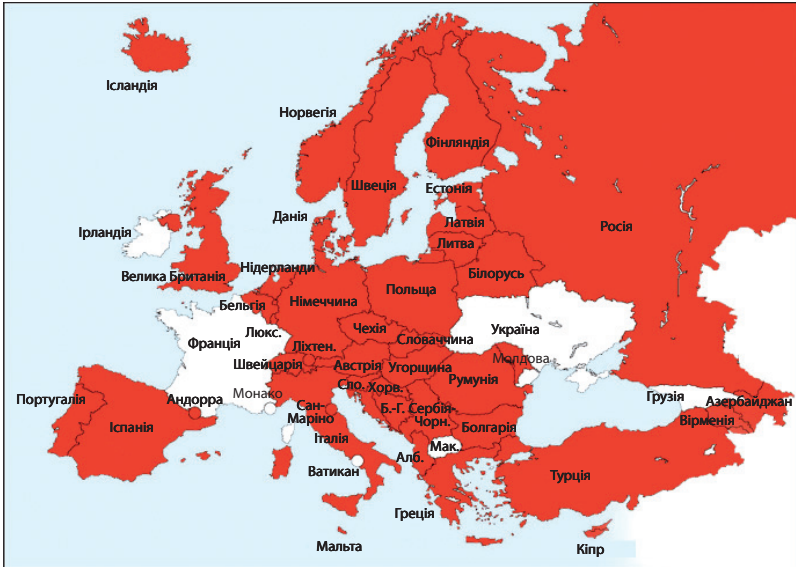 Ісландія
Норвегія
Фінляндія
Швеція
Естонія
Данія
Латвія
Росія
Ірландія
Литва
Нідерланди
Велика Британія
Білорусь
Бельгія
Німеччина
Польща
Люкс.
Чехія
Україна
Франція
Словаччина
Ліхтен.
Молдова
Швейцарія
Австрія
Угорщина
Румунія
Сло.
Хорв.
Монако
Грузія
Португалія
Андорра
Азербайджан
Сан-
Маріно
Б.-Г.
Сербія-
Чорн.
Вірменія
Іспанія
Болгарія
Італія
Мак.
Алб.
Ватикан
Турція
Греція
Мальта
Кіпр